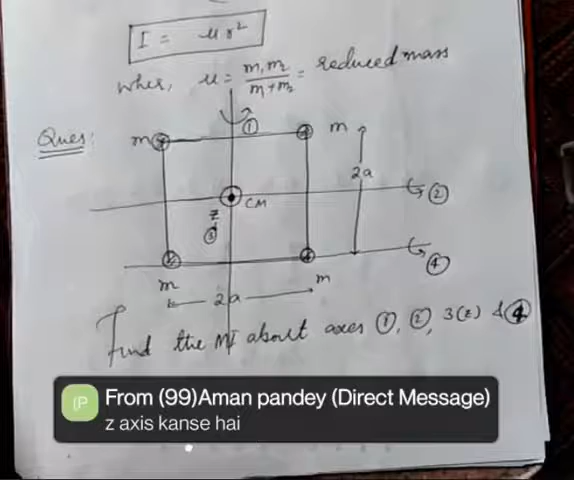 I = μr²
Wher, μ = m₁m₂/m₁+m₂ = reduced mass
Ques:
m ① m
2a
CM ②
Z
③
④
m m
2a
Find the MI about axes ①, ②, 3(z) & ④
From (99)Aman pandey (Direct Message)
z axis kanse hai